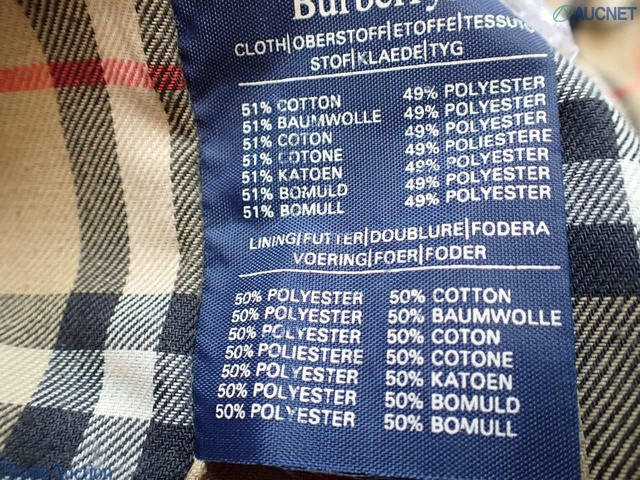 Burberry
AUCNET
CLOTH|OBERSTOFF|ETOFFE|TESSUTO
STOF|KLAEDE|TYG
51% COTTON 49% POLYESTER
51% BAUMWOLLE 49% POLYESTER
51% COTON 49% POLYESTER
51% COTONE 49% POLIESTERE
51% KATOEN 49% POLYESTER
51% BOMULD 49% POLYESTER
51% BOMULL 49% POLYESTER
LINING|FUTTER|DOUBLURE|FODERA
VOERING|FOER|FODER
50% POLYESTER 50% COTTON
50% POLYESTER 50% BAUMWOLLE
50% POLYESTER 50% COTON
50% POLIESTERE 50% COTONE
50% POLYESTER 50% KATOEN
50% POLYESTER 50% BOMULD
50% POLYESTER 50% BOMULL
Brand Auction